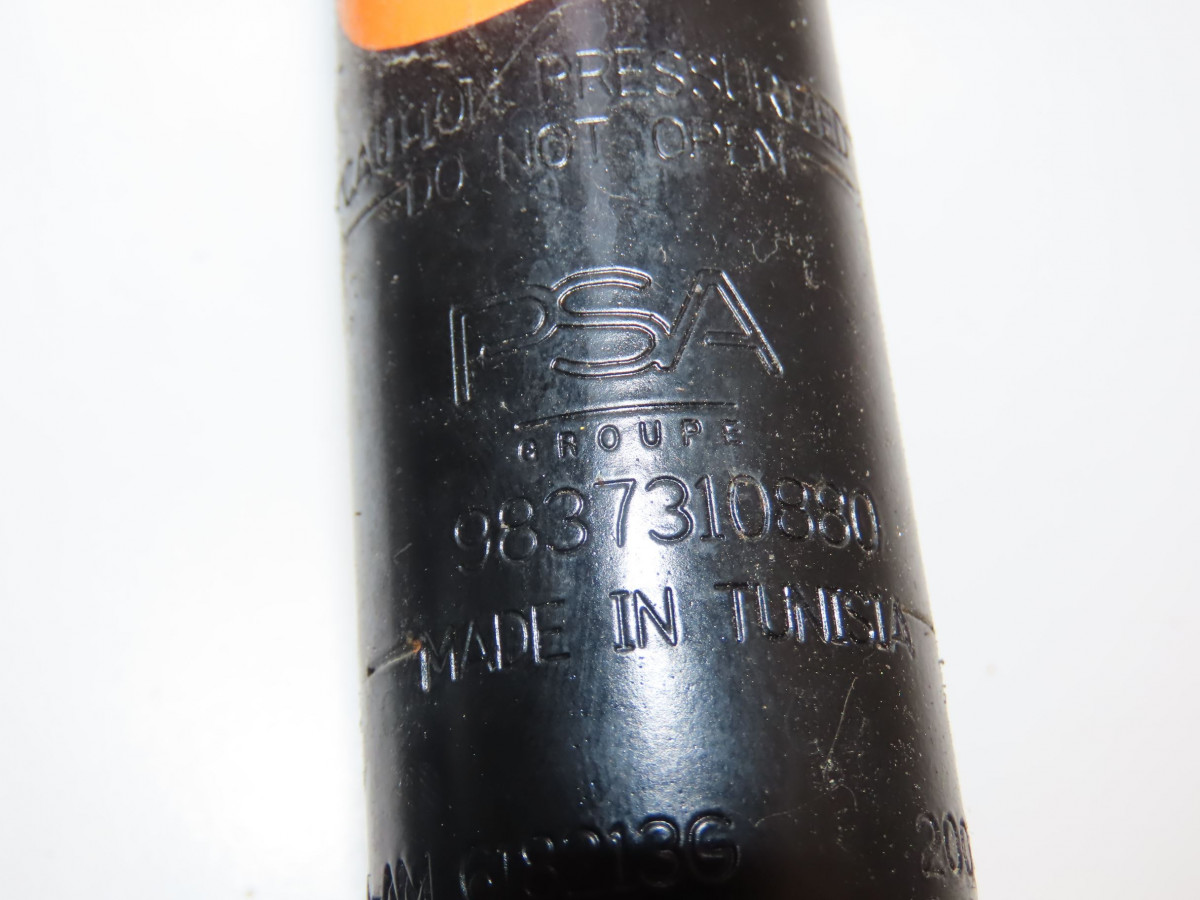 CAUTION PRESSURIZED
DO NOT OPEN
PSA
GROUPE
9837310880
MADE IN TUNISIA